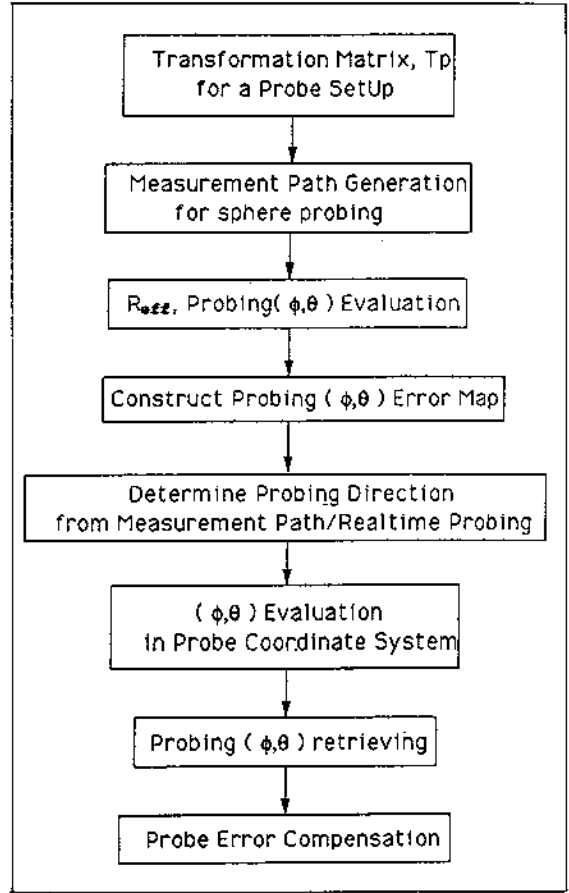 Transformation Matrix, Tp
for a Probe SetUp
Measurement Path Generation
for sphere probing
Reff, Probing( ϕ,θ ) Evaluation
Construct Probing ( ϕ,θ ) Error Map
Determine Probing Direction
from Measurement Path/Realtime Probing
( ϕ,θ ) Evaluation
in Probe Coordinate System
Probing ( ϕ,θ ) retrieving
Probe Error Compensation